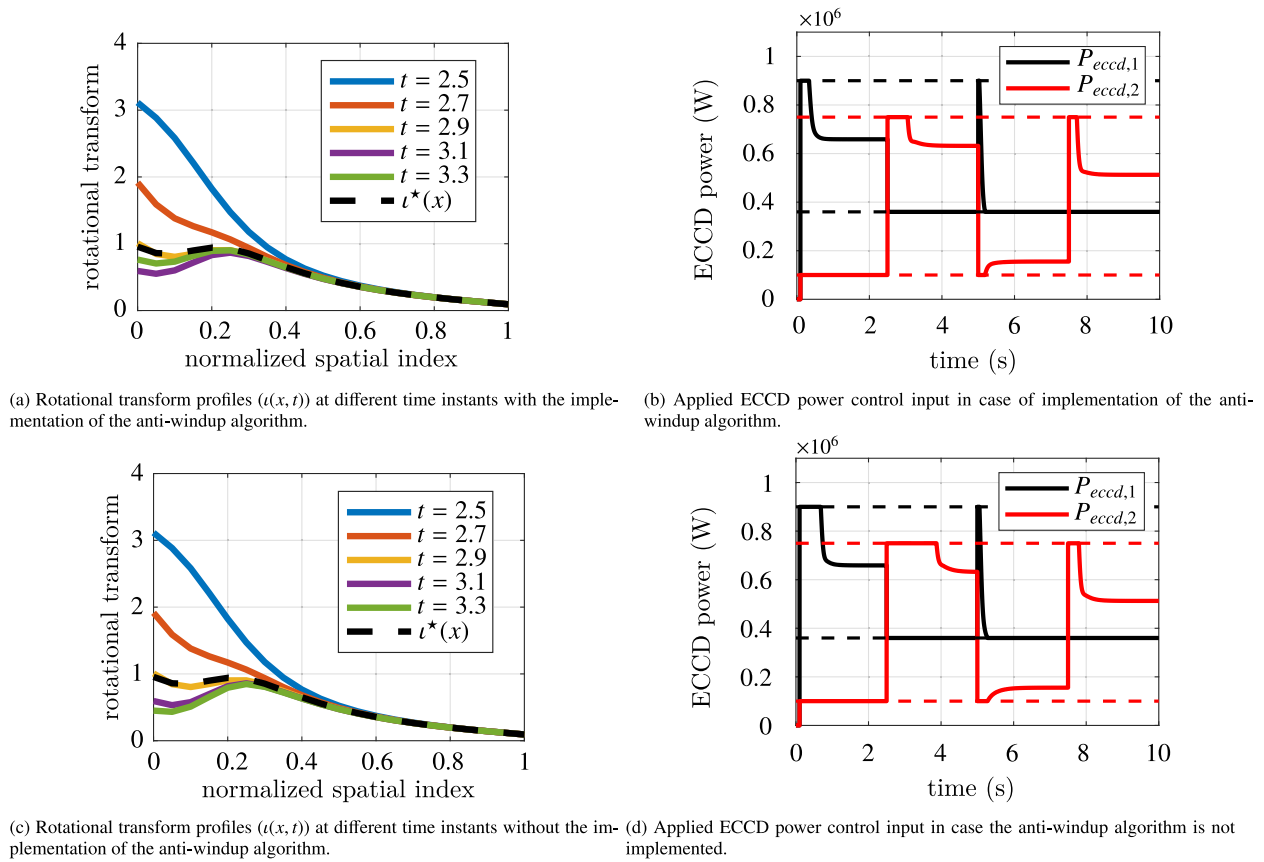 4
3
2
1
0
rotational transform
t = 2.5
t = 2.7
t = 2.9
t = 3.1
t = 3.3
ι⋆(x)
0 0.2 0.4 0.6 0.8 1
normalized spatial index
×10⁶
1
0.8
0.6
0.4
0.2
0
ECCD power (W)
P_eccd,1
P_eccd,2
0 2 4 6 8 10
time (s)
(a) Rotational transform profiles (ι(x, t)) at different time instants with the imple-
mentation of the anti-windup algorithm.
(b) Applied ECCD power control input in case of implementation of the anti-
windup algorithm.
4
3
2
1
0
rotational transform
t = 2.5
t = 2.7
t = 2.9
t = 3.1
t = 3.3
ι⋆(x)
0 0.2 0.4 0.6 0.8 1
normalized spatial index
×10⁶
1
0.8
0.6
0.4
0.2
0
ECCD power (W)
P_eccd,1
P_eccd,2
0 2 4 6 8 10
time (s)
(c) Rotational transform profiles (ι(x, t)) at different time instants without the im-
plementation of the anti-windup algorithm.
(d) Applied ECCD power control input in case the anti-windup algorithm is not
implemented.